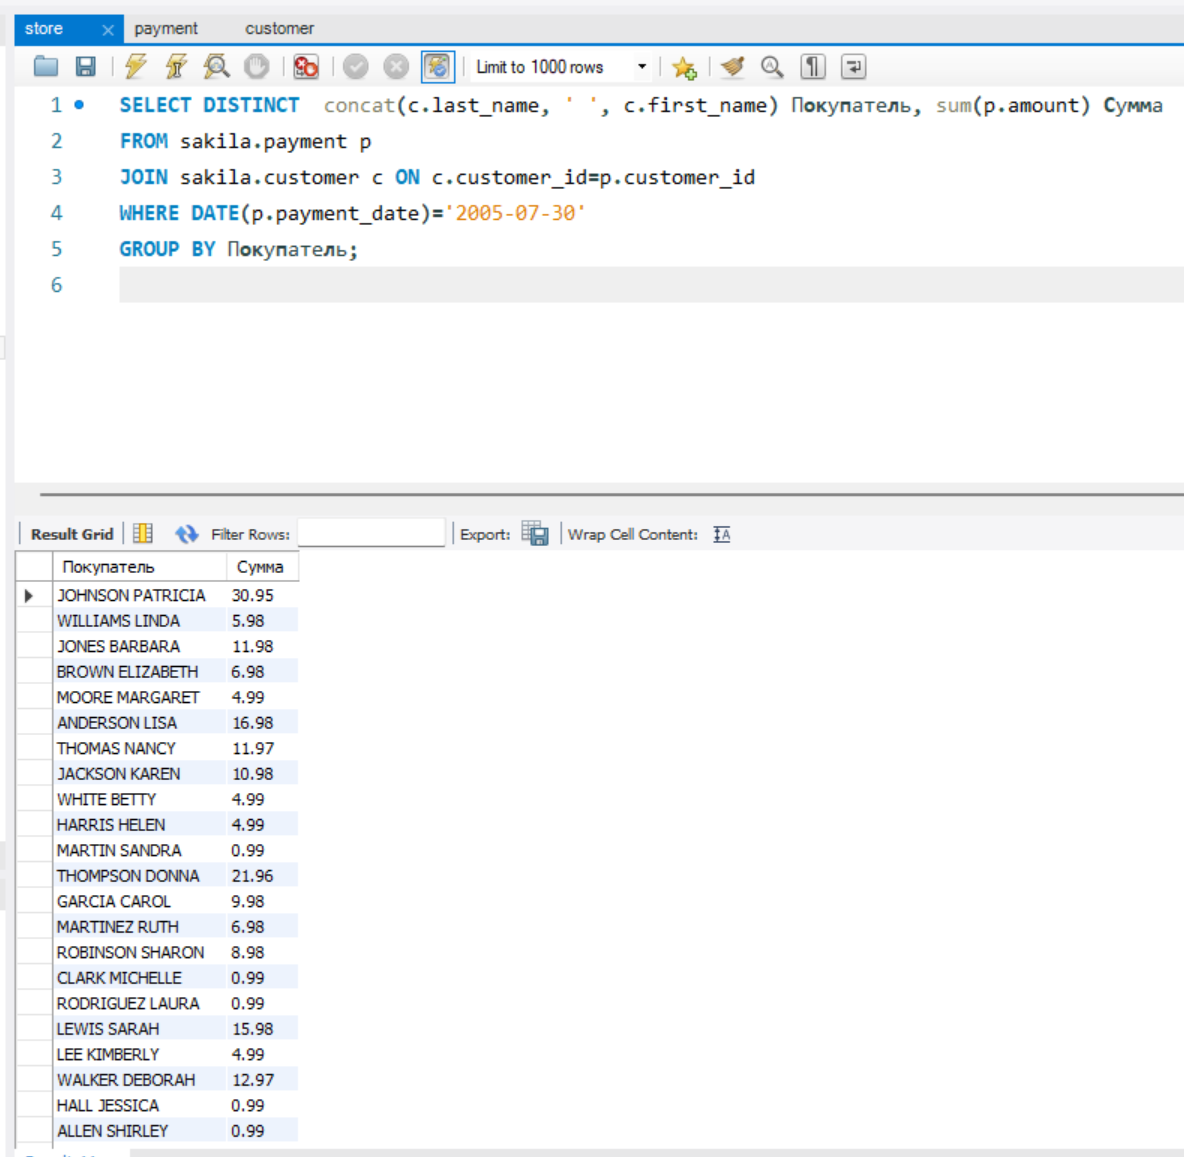 store payment customer
Limit to 1000 rows
1 SELECT DISTINCT concat(c.last_name, ' ', c.first_name) Покупатель, sum(p.amount) Сумма
2 FROM sakila.payment p
3 JOIN sakila.customer c ON c.customer_id=p.customer_id
4 WHERE DATE(p.payment_date)='2005-07-30'
5 GROUP BY Покупатель;
6
Result Grid Filter Rows: Export: Wrap Cell Content:
Покупатель Сумма
JOHNSON PATRICIA 30.95
WILLIAMS LINDA 5.98
JONES BARBARA 11.98
BROWN ELIZABETH 6.98
MOORE MARGARET 4.99
ANDERSON LISA 16.98
THOMAS NANCY 11.97
JACKSON KAREN 10.98
WHITE BETTY 4.99
HARRIS HELEN 4.99
MARTIN SANDRA 0.99
THOMPSON DONNA 21.96
GARCIA CAROL 9.98
MARTINEZ RUTH 6.98
ROBINSON SHARON 8.98
CLARK MICHELLE 0.99
RODRIGUEZ LAURA 0.99
LEWIS SARAH 15.98
LEE KIMBERLY 4.99
WALKER DEBORAH 12.97
HALL JESSICA 0.99
ALLEN SHIRLEY 0.99